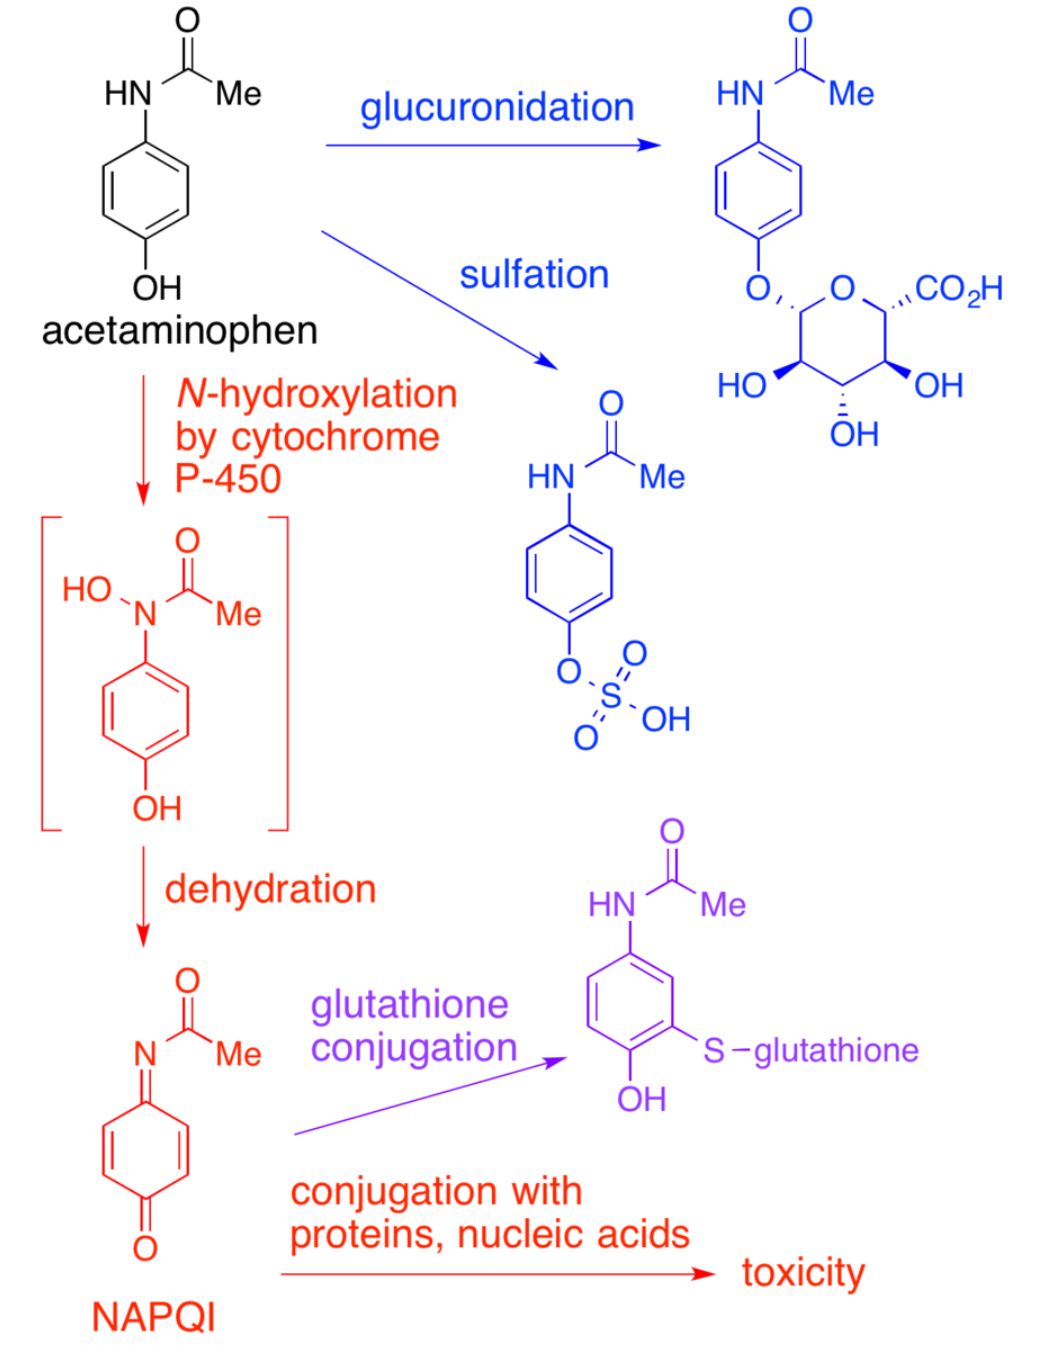 O
HN
Me
OH
acetaminophen
glucuronidation
O
HN
Me
O
O
CO₂H
HO
OH
OH
sulfation
O
HN
Me
O
O
S
OH
O
N-hydroxylation
by cytochrome
P-450
O
HO
N
Me
OH
dehydration
O
N
Me
O
NAPQI
glutathione
conjugation
O
HN
Me
S
glutathione
OH
conjugation with
proteins, nucleic acids
toxicity